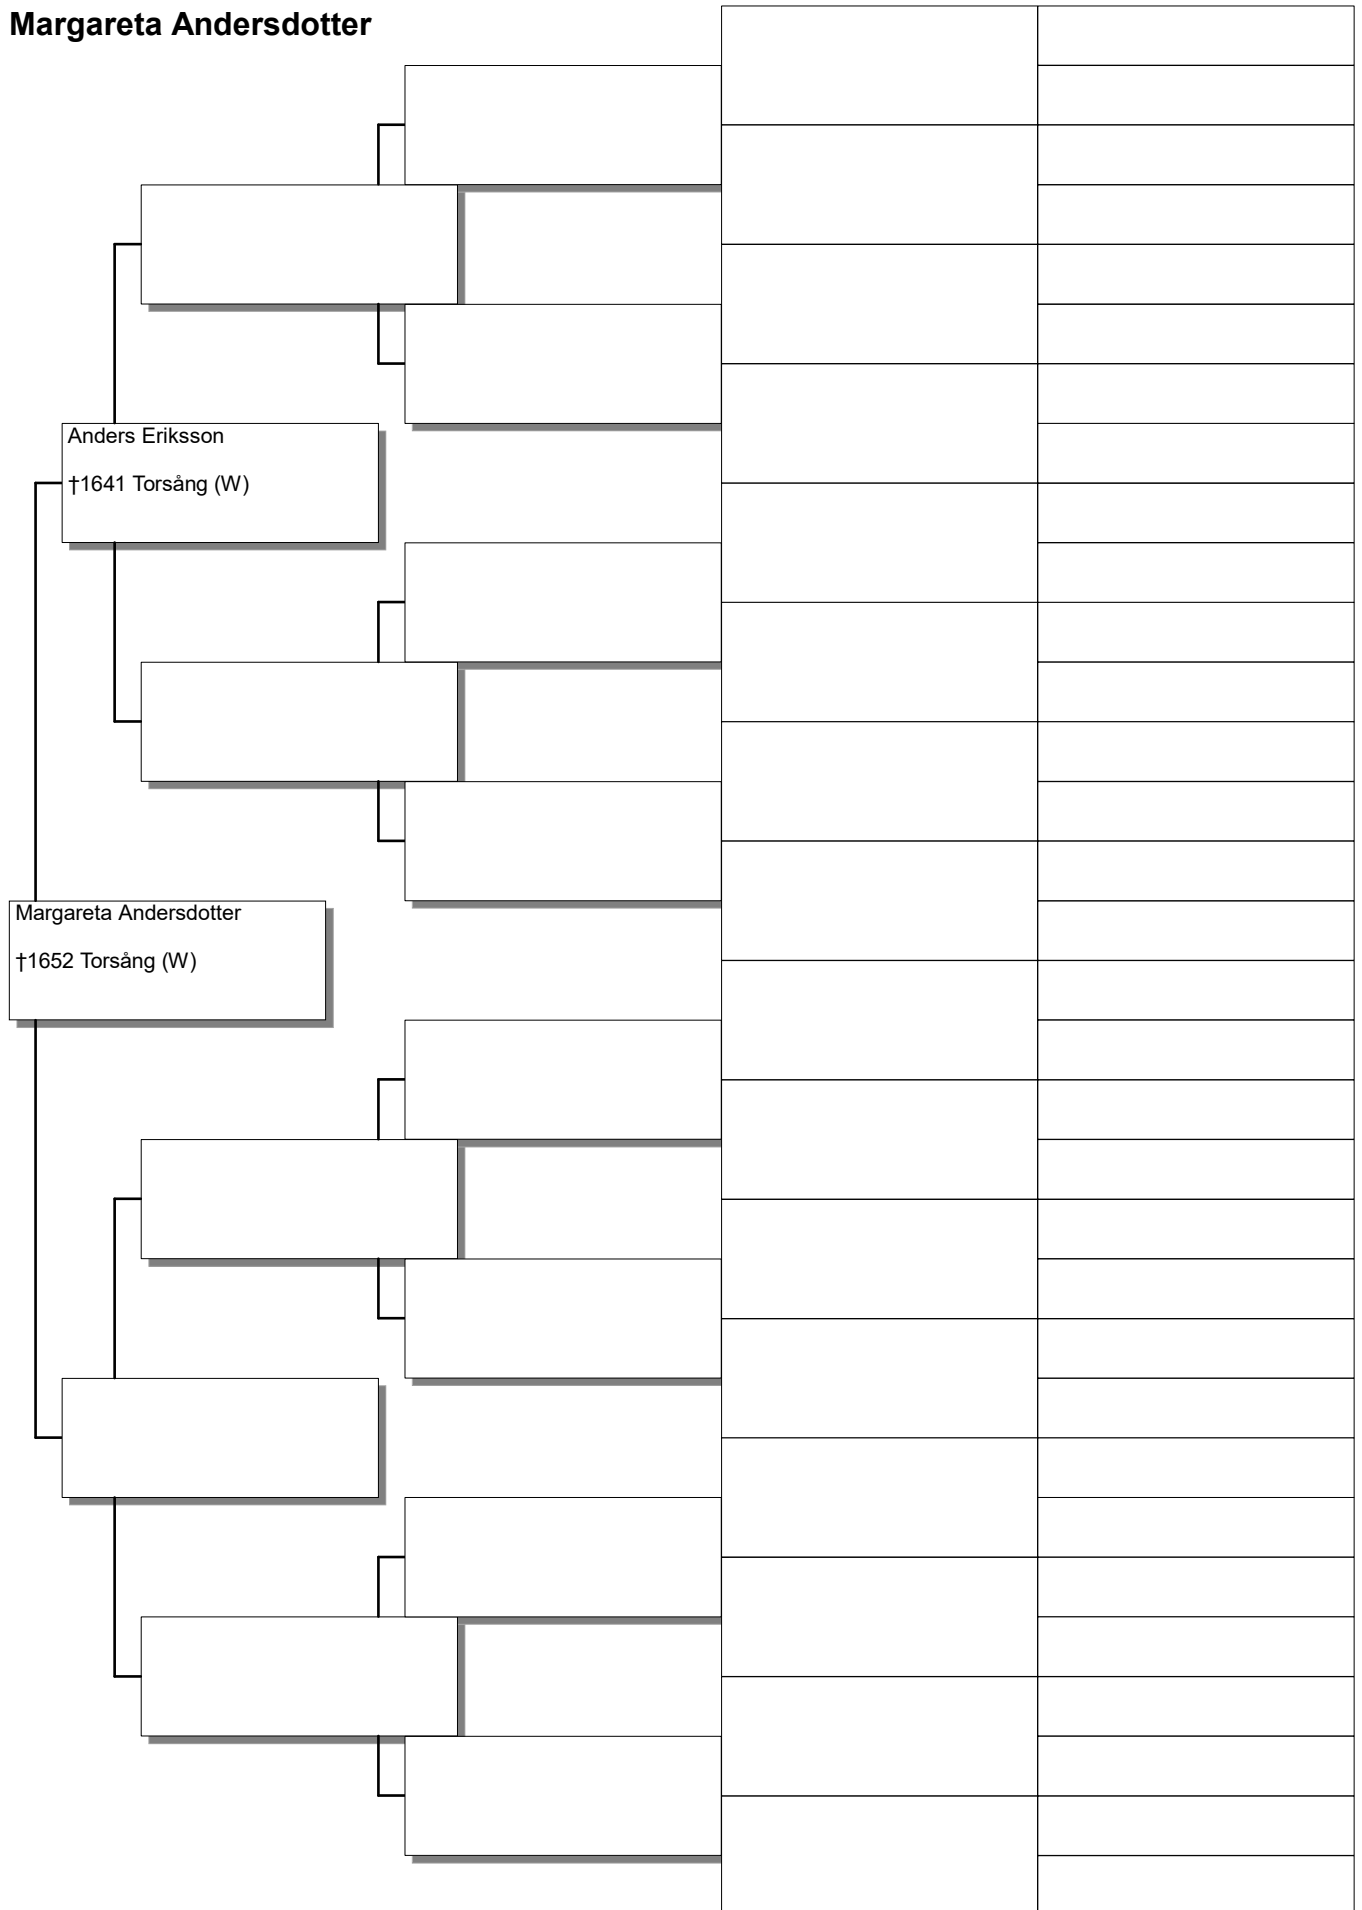 Margareta Andersdotter
Anders Eriksson
†1641 Torsång (W)
Margareta Andersdotter
†1652 Torsång (W)